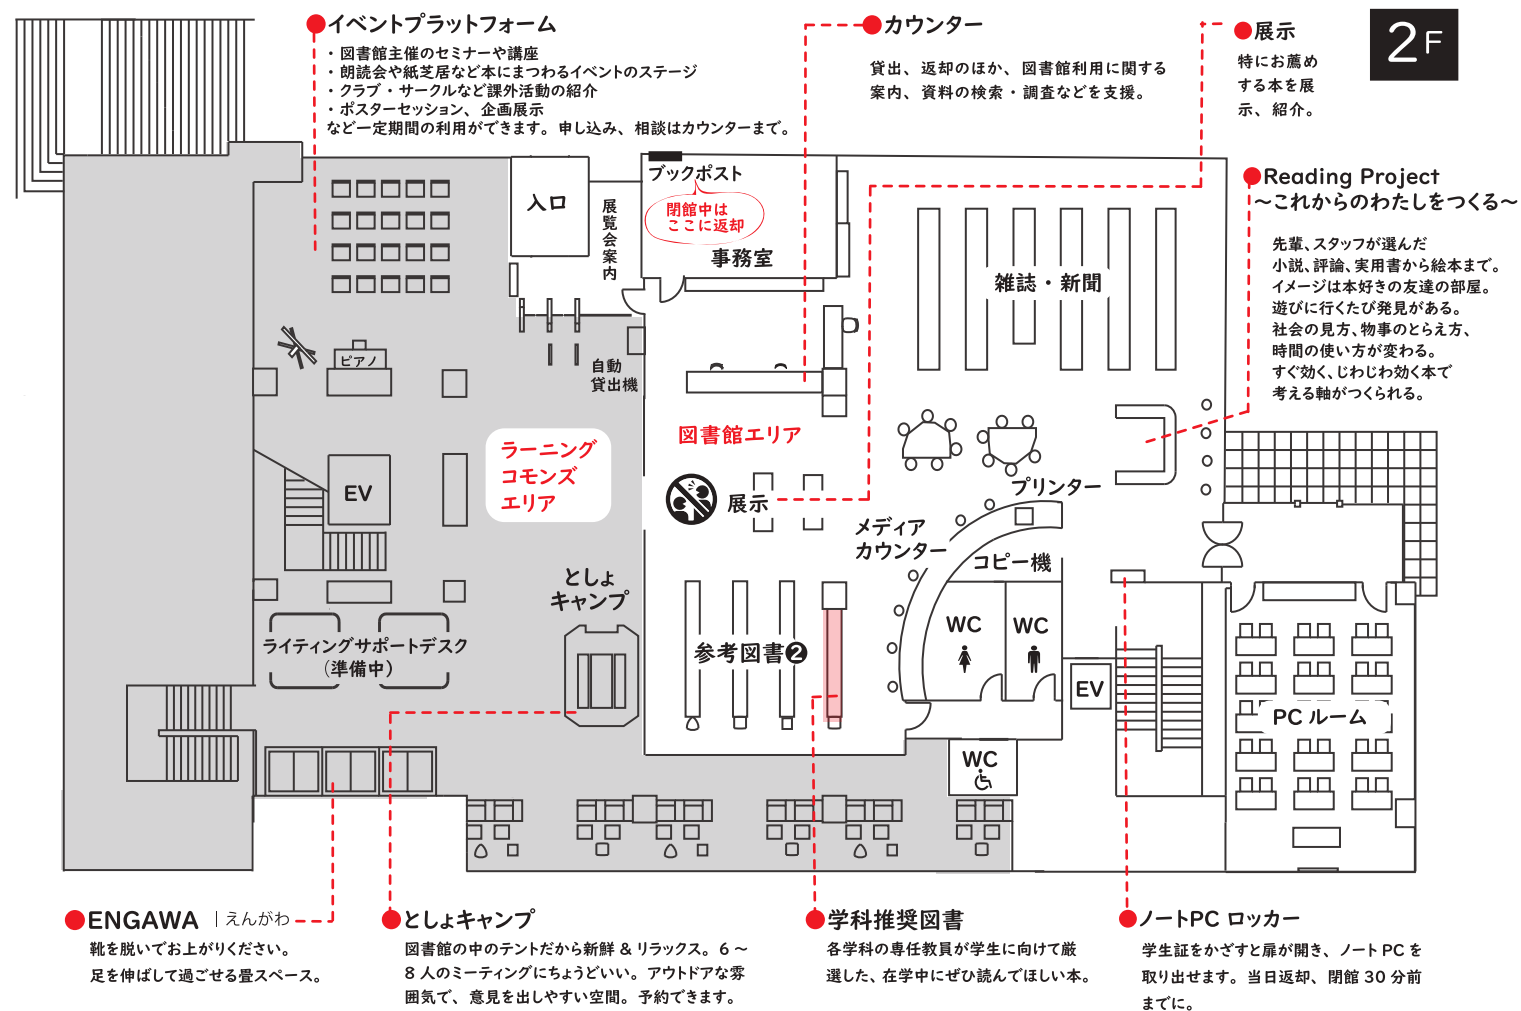 イベントプラットフォーム
・図書館主催のセミナーや講座
・朗読会や紙芝居など本にまつわるイベントのステージ
・クラブ・サークルなど課外活動の紹介
・ポスターセッション、企画展示
など一定期間の利用ができます。申し込み、相談はカウンターまで。
カウンター
貸出、返却のほか、図書館利用に関する
案内、資料の検索・調査などを支援。
展示
特にお薦め
する本を展
示、紹介。
2F
Reading Project
〜これからのわたしをつくる〜
先輩、スタッフが選んだ
小説、評論、実用書から絵本まで。
イメージは本好きの友達の部屋。
遊びに行くたび発見がある。
社会の見方、物事のとらえ方、
時間の使い方が変わる。
すぐ効く、じわじわ効く本で
考える軸がつくられる。
入口
展覧会案内
ブックポスト
閉館中は
ここに返却
事務室
雑誌・新聞
ピアノ
自動
貸出機
ラーニング
コモンズ
エリア
図書館エリア
EV
展示
プリンター
メディア
カウンター
コピー機
としょ
キャンプ
WC
WC
ライティングサポートデスク
(準備中)
参考図書❷
EV
PC ルーム
WC
ENGAWA | えんがわ
靴を脱いでお上がりください。
足を伸ばして過ごせる畳スペース。
としょキャンプ
図書館の中のテントだから新鮮 & リラックス。6 〜
8 人のミーティングにちょうどいい。アウトドアな雰
囲気で、意見を出しやすい空間。予約できます。
学科推奨図書
各学科の専任教員が学生に向けて厳
選した、在学中にぜひ読んでほしい本。
ノートPC ロッカー
学生証をかざすと扉が開き、ノート PC を
取り出せます。当日返却、閉館 30 分前
までに。